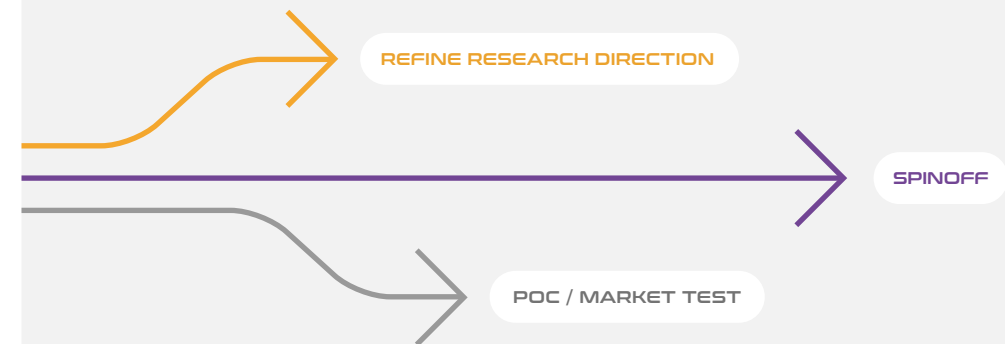 REFINE RESEARCH DIRECTION
SPINOFF
POC / MARKET TEST